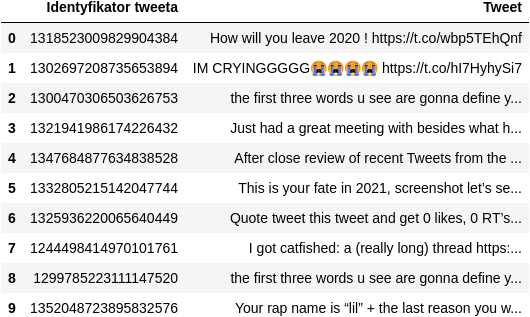 Identyfikator tweeta Tweet
0 1318523009829904384 How will you leave 2020 ! https://t.co/wbp5TEhQnf
1 1302697208735653894 IM CRYINGGGGG😭😭😭😭 https://t.co/hI7HyhySi7
2 1300470306503626753 the first three words u see are gonna define y...
3 1321941986174226432 Just had a great meeting with besides what h...
4 1347684877634838528 After close review of recent Tweets from the ...
5 1332805215142047744 This is your fate in 2021, screenshot let’s se...
6 1325936220065640449 Quote tweet this tweet and get 0 likes, 0 RT’s...
7 1244498414970101761 I got catfished: a (really long) thread https:...
8 1299785223111147520 the first three words u see are gonna define y...
9 1352048723895832576 Your rap name is “lil” + the last reason you w...